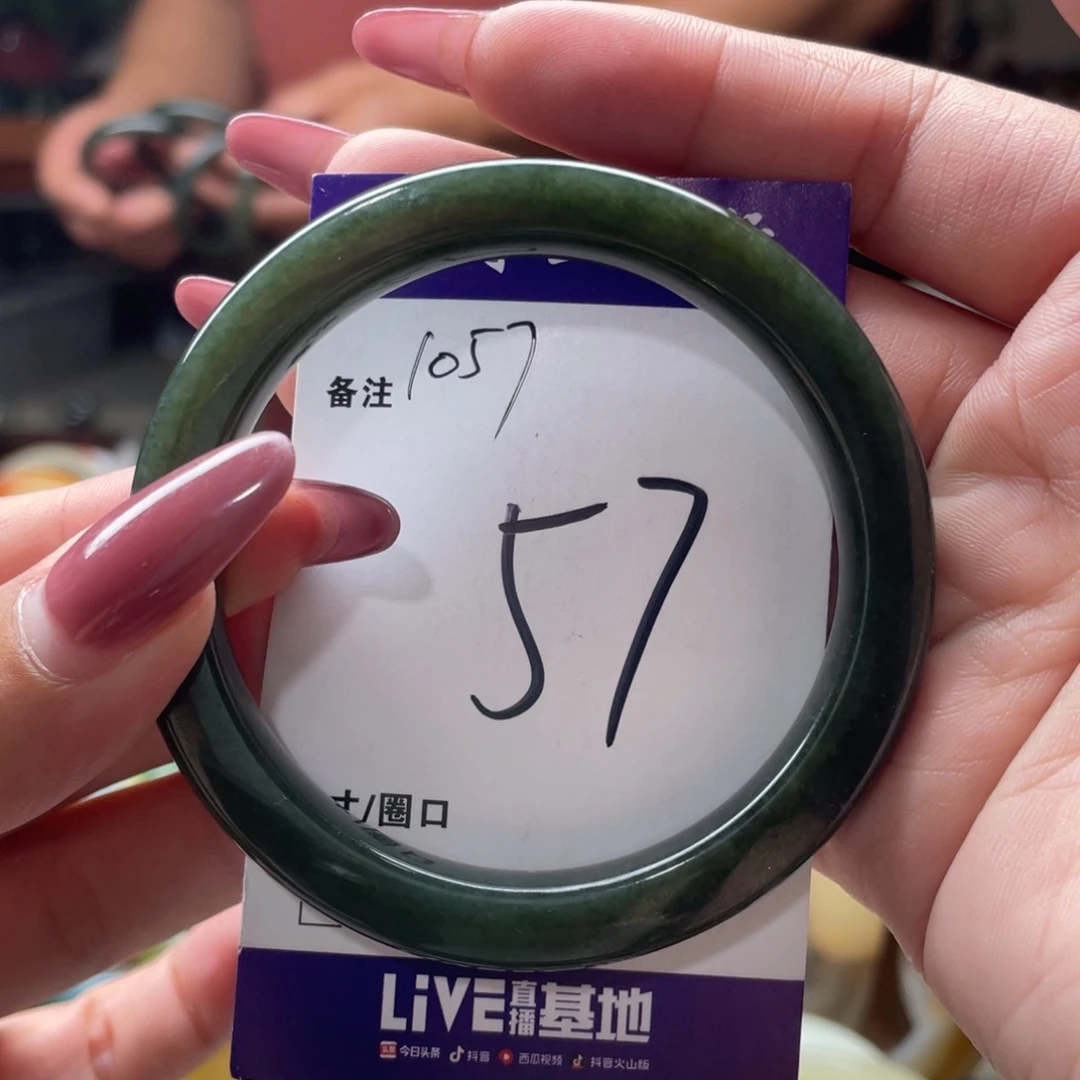 备注 1057
57
寸/圈口
LiVE直播基地
今日头条 抖音 西瓜视频 抖音火山版